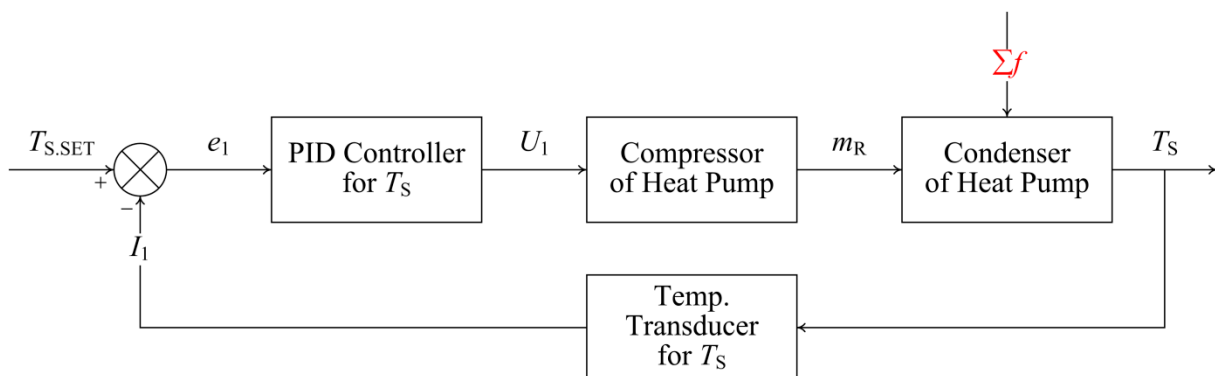 ∑f
T_S.SET
e_1
PID Controller
for T_S
U_1
Compressor
of Heat Pump
m_R
Condenser
of Heat Pump
T_S
+
−
I_1
Temp.
Transducer
for T_S